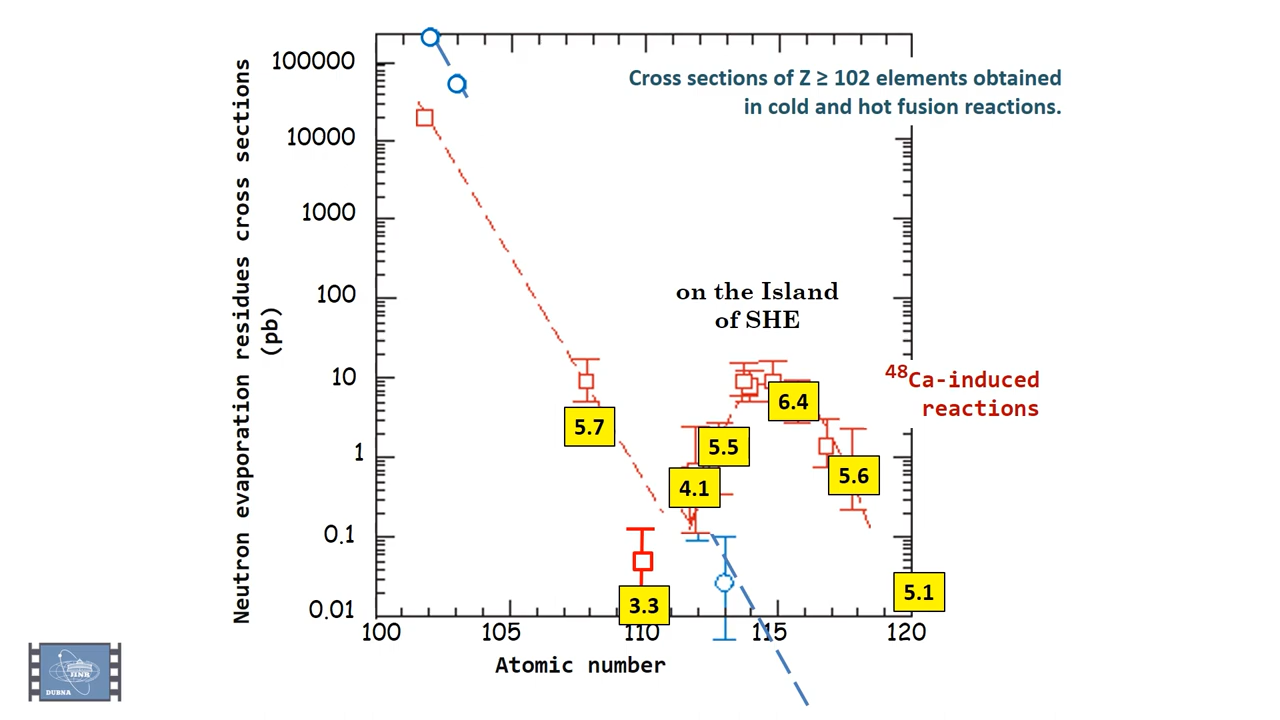 Cross sections of Z ≥ 102 elements obtained
in cold and hot fusion reactions.
Neutron evaporation residues cross sections
(pb)
100000
10000
1000
100
10
1
0.1
0.01
on the Island
of SHE
⁴⁸Ca-induced
reactions
5.7
6.4
5.5
5.6
4.1
5.1
3.3
100
105
110
115
120
Atomic number
JINR
DUBNA